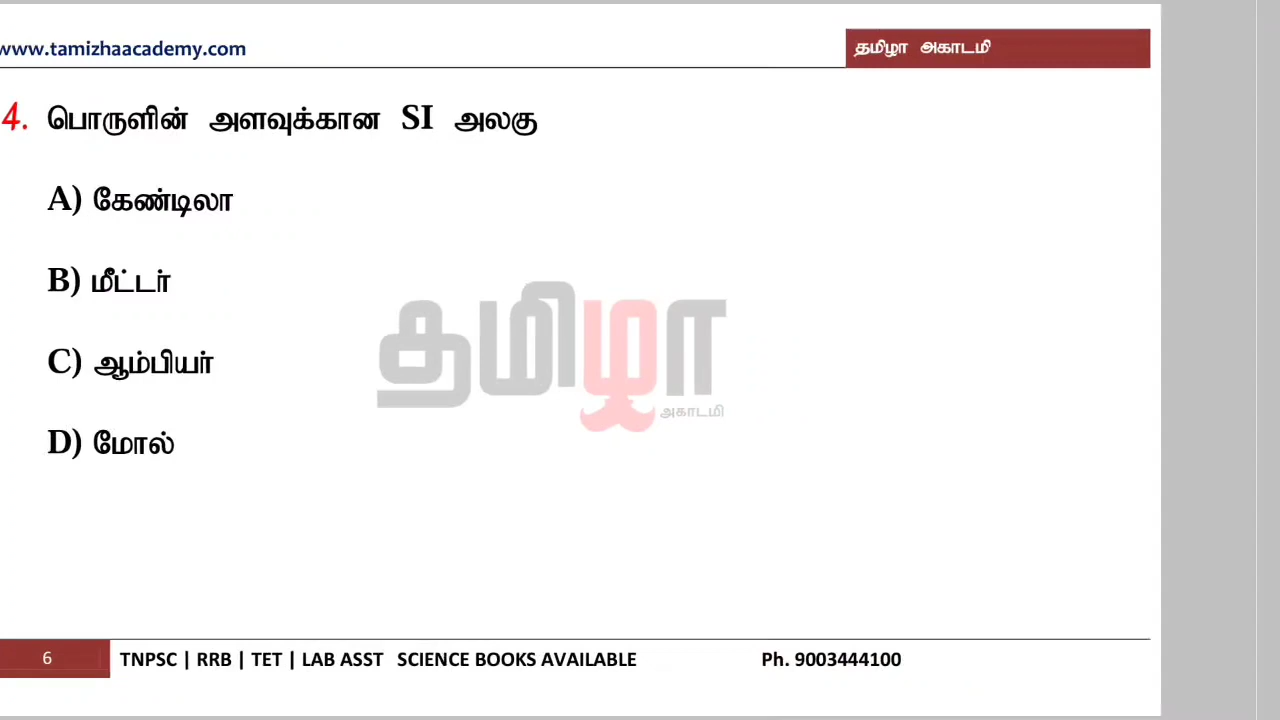 www.tamizhaacademy.com
தமிழா அகாடமி
4. பொருளின் அளவுக்கான SI அலகு
A) கேண்டிலா
B) மீட்டர்
C) ஆம்பியர்
D) மோல்
தமிழா
அகாடமி
6 TNPSC | RRB | TET | LAB ASST SCIENCE BOOKS AVAILABLE Ph. 9003444100